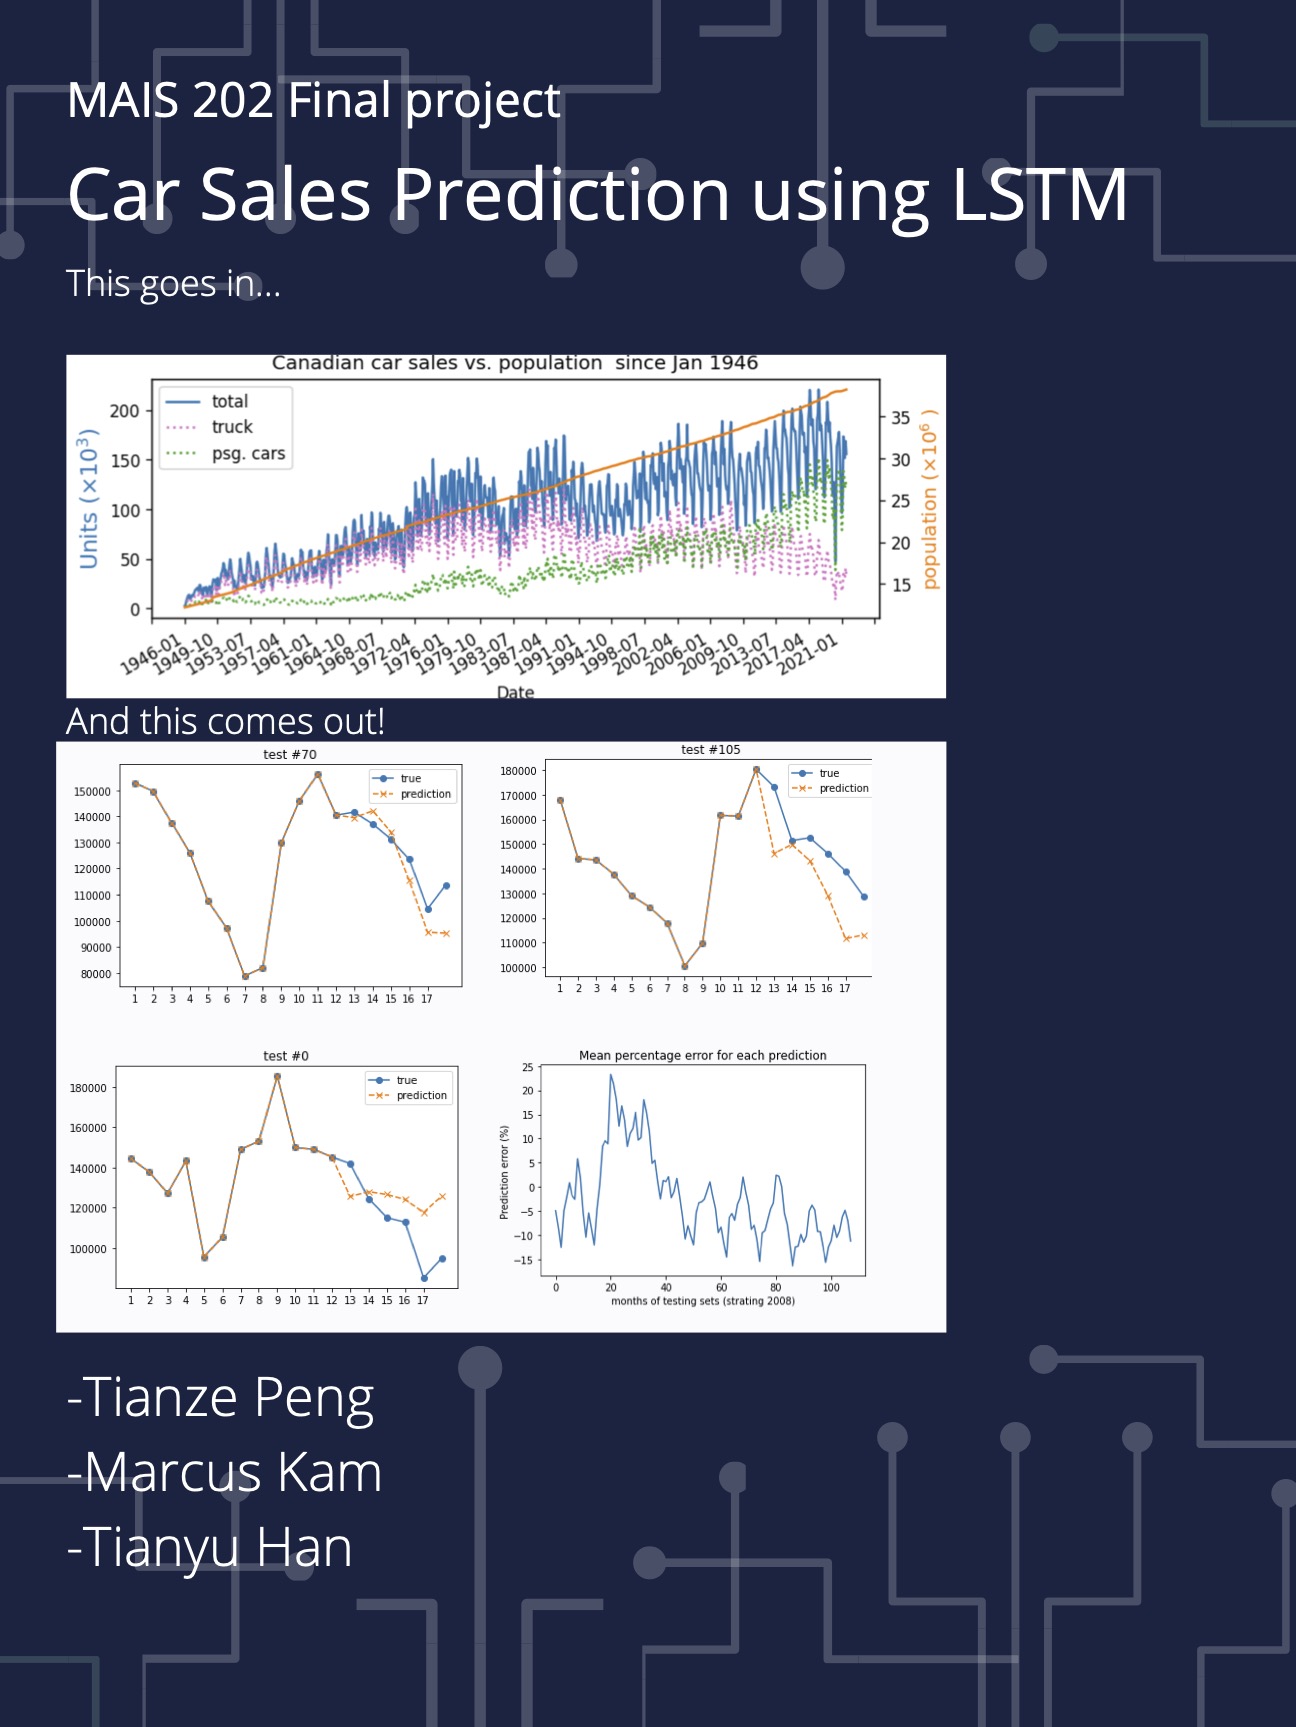 MAIS 202 Final project
Car Sales Prediction using LSTM
This goes in...
Canadian car sales vs. population since Jan 1946
total
truck
psg. cars
Units (×10³)
200
150
100
50
0
35
30
25
20
15
population (×10⁶ )
1946-01
1949-10
1953-07
1957-04
1961-01
1964-10
1968-07
1972-04
1976-01
1979-10
1983-07
1987-04
1991-01
1994-10
1998-07
2002-04
2006-01
2009-10
2013-07
2017-04
2021-01
Date
And this comes out!
test #70
true
prediction
150000
140000
130000
120000
110000
100000
90000
80000
1 2 3 4 5 6 7 8 9 10 11 12 13 14 15 16 17
test #105
true
prediction
180000
170000
160000
150000
140000
130000
120000
110000
100000
1 2 3 4 5 6 7 8 9 10 11 12 13 14 15 16 17
test #0
true
prediction
180000
160000
140000
120000
100000
1 2 3 4 5 6 7 8 9 10 11 12 13 14 15 16 17
Mean percentage error for each prediction
Prediction error (%)
25
20
15
10
5
0
−5
−10
−15
0 20 40 60 80 100
months of testing sets (strating 2008)
-Tianze Peng
-Marcus Kam
-Tianyu Han